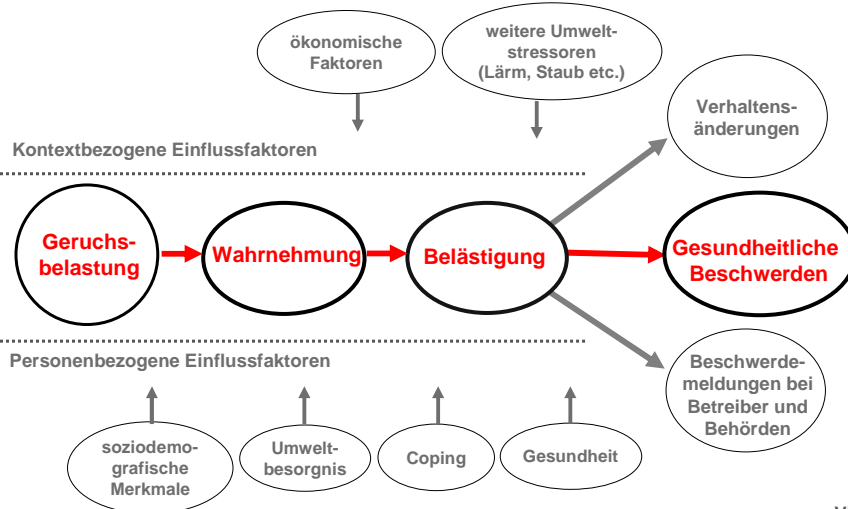 ökonomische
Faktoren
weitere Umwelt-
stressoren
(Lärm, Staub etc.)
Verhaltens-
änderungen
Kontextbezogene Einflussfaktoren
Geruchs-
belastung
Wahrnehmung
Belästigung
Gesundheitliche
Beschwerden
Personenbezogene Einflussfaktoren
Beschwerde-
meldungen bei
Betreiber und
Behörden
soziodemo-
grafische
Merkmale
Umwelt-
besorgnis
Coping
Gesundheit